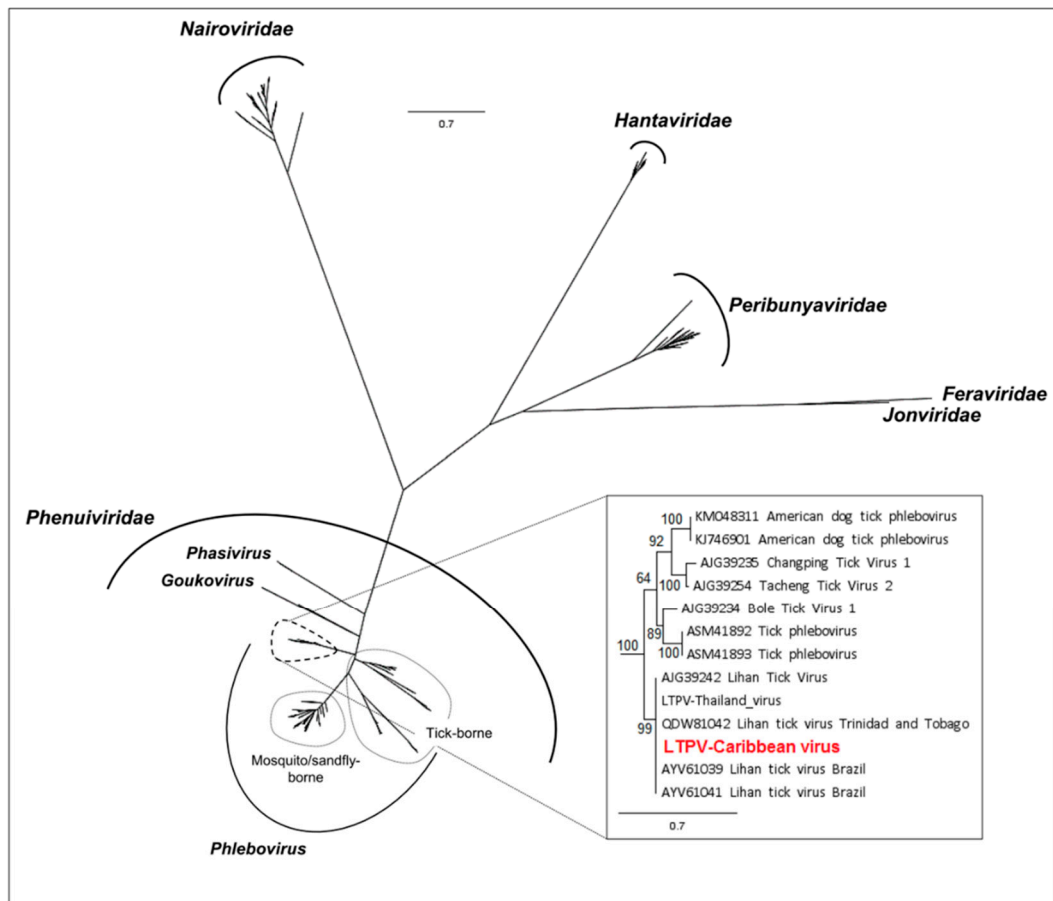 Nairoviridae
0.7
Hantaviridae
Peribunyaviridae
Feraviridae
Jonviridae
Phenuiviridae
Phasivirus
Goukovirus
Tick-borne
Mosquito/sandfly-
borne
Phlebovirus
100
KM048311 American dog tick phlebovirus
KJ746901 American dog tick phlebovirus
92
AJG39235 Changping Tick Virus 1
100
AJG39254 Tacheng Tick Virus 2
64
AJG39234 Bole Tick Virus 1
89
ASM41892 Tick phlebovirus
100
ASM41893 Tick phlebovirus
100
AJG39242 Lihan Tick Virus
LTPV-Thailand_virus
99
QDW81042 Lihan tick virus Trinidad and Tobago
LTPV-Caribbean virus
AYV61039 Lihan tick virus Brazil
AYV61041 Lihan tick virus Brazil
0.7